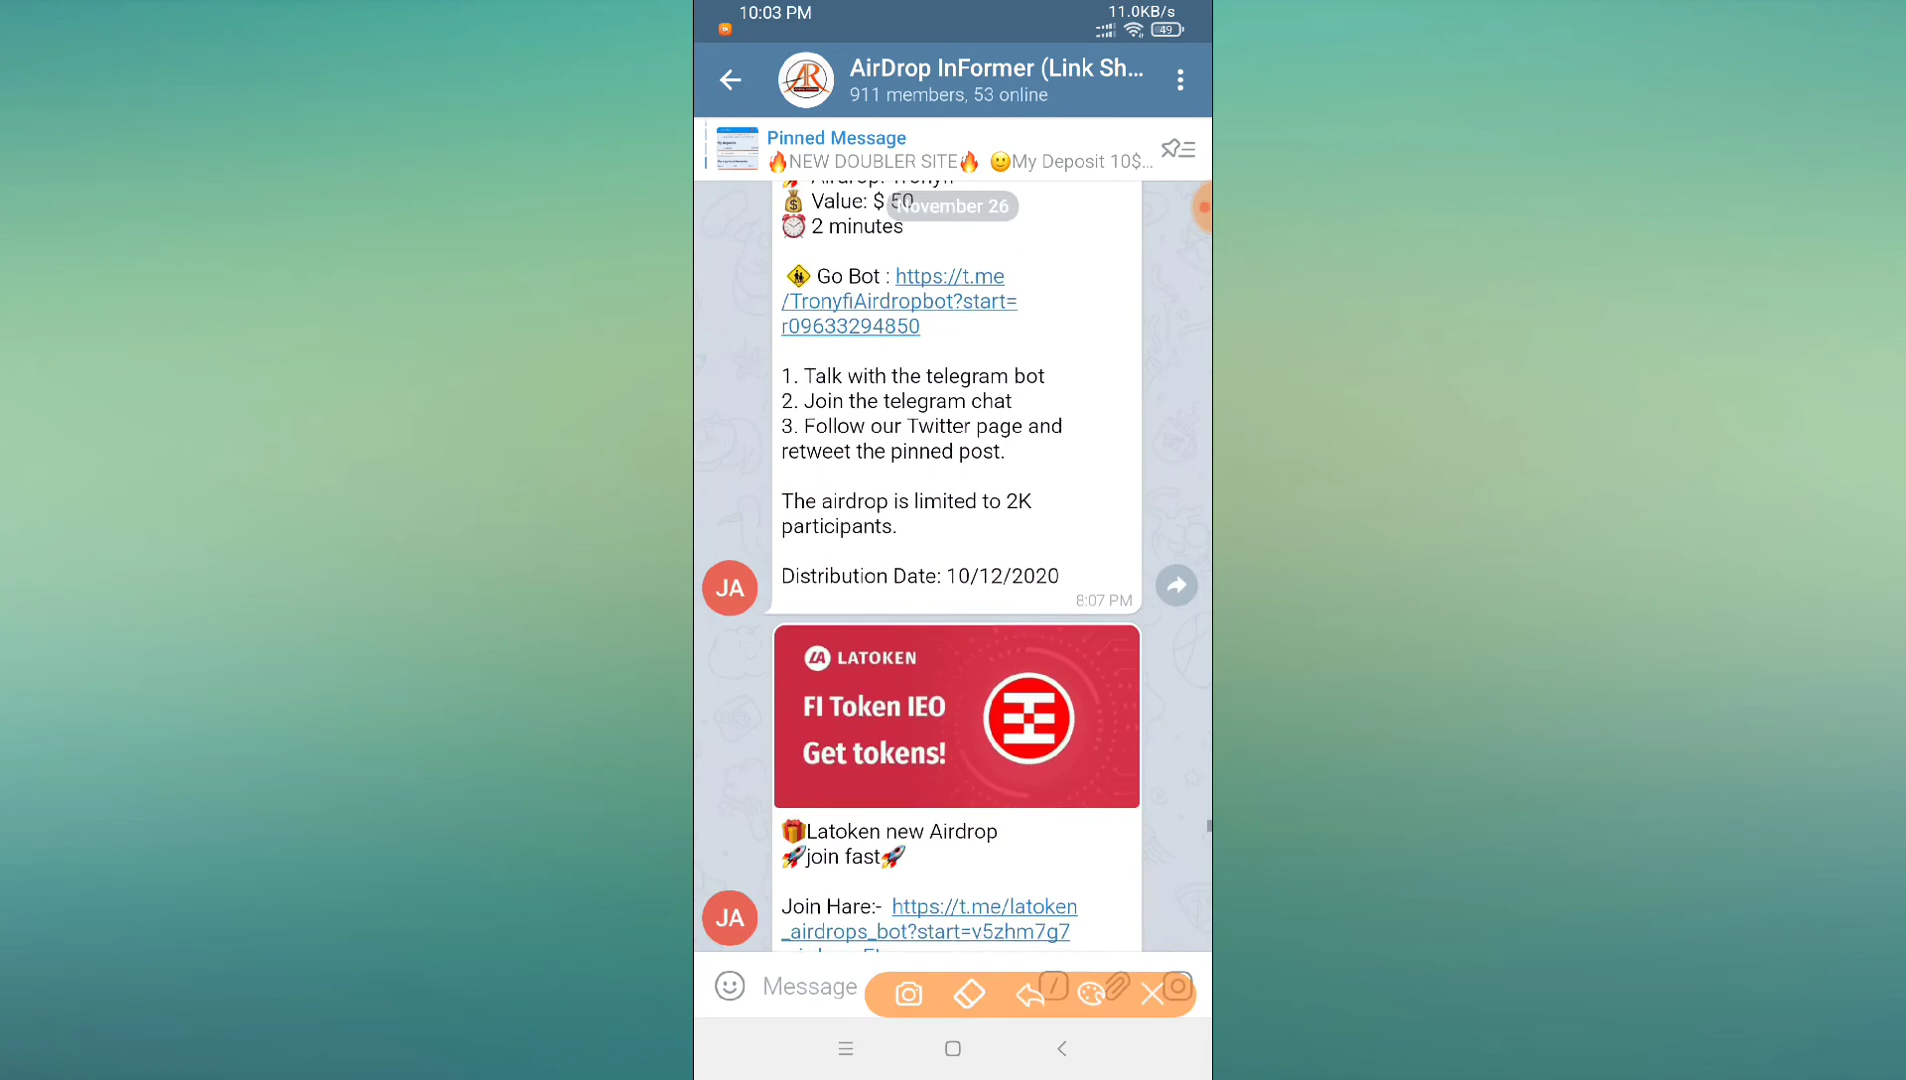 10:03 PM
11.0KB/s
49
AirDrop InFormer (Link Sh...
911 members, 53 online
Pinned Message
🔥NEW DOUBLER SITE🔥 🙂My Deposit 10$...
Airdrop: Tronyfi
💰 Value: $ 50
November 26
⏰ 2 minutes
🚸 Go Bot : https://t.me
/TronyfiAirdropbot?start=
r09633294850
1. Talk with the telegram bot
2. Join the telegram chat
3. Follow our Twitter page and
retweet the pinned post.
The airdrop is limited to 2K
participants.
Distribution Date: 10/12/2020
JA
8:07 PM
LA LATOKEN
FI Token IEO
Get tokens!
🎁Latoken new Airdrop
🚀join fast🚀
Join Hare:- https://t.me/latoken
_airdrops_bot?start=v5zhm7g7
JA
Message